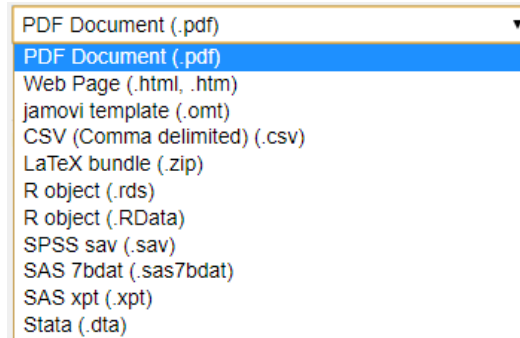 PDF Document (.pdf)
PDF Document (.pdf)
Web Page (.html, .htm)
jamovi template (.omt)
CSV (Comma delimited) (.csv)
LaTeX bundle (.zip)
R object (.rds)
R object (.RData)
SPSS sav (.sav)
SAS 7bdat (.sas7bdat)
SAS xpt (.xpt)
Stata (.dta)